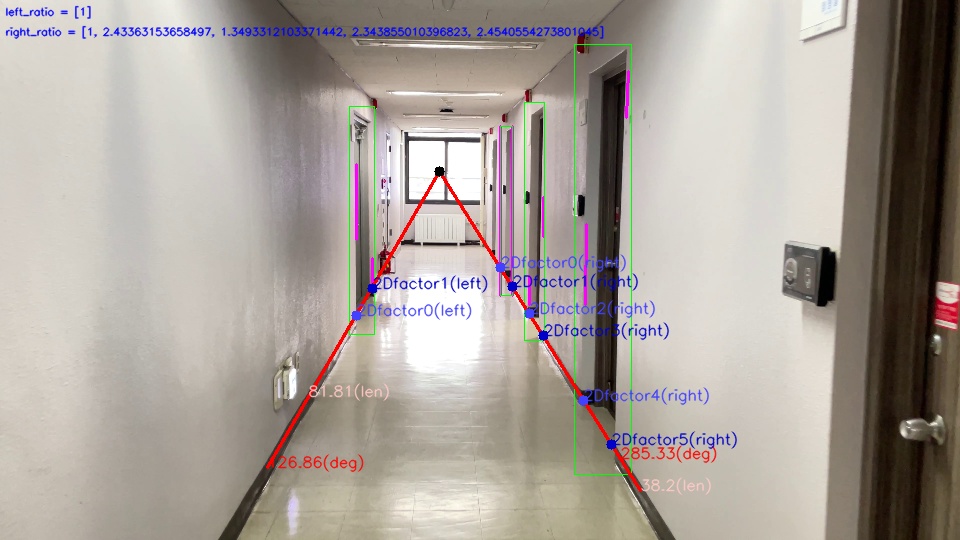 left_ratio = [1]
right_ratio = [1, 2.43363153658497, 1.3493312103371442, 2.343855010396823, 2.4540554273801045]
2Dfactor0(right)
2Dfactor1(left)
2Dfactor1(right)
2Dfactor0(left)
2Dfactor2(right)
2Dfactor3(right)
81.81(len)
2Dfactor4(right)
2Dfactor5(right)
285.33(deg)
126.86(deg)
38.2(len)